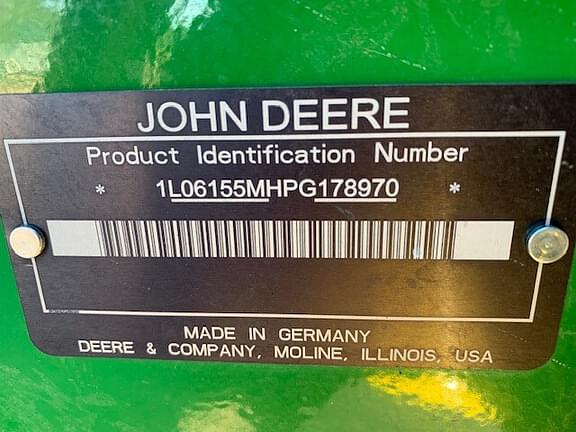 JOHN DEERE
Product Identification Number
* 1L06155MHPG178970 *
MADE IN GERMANY
DEERE & COMPANY, MOLINE, ILLINOIS, USA